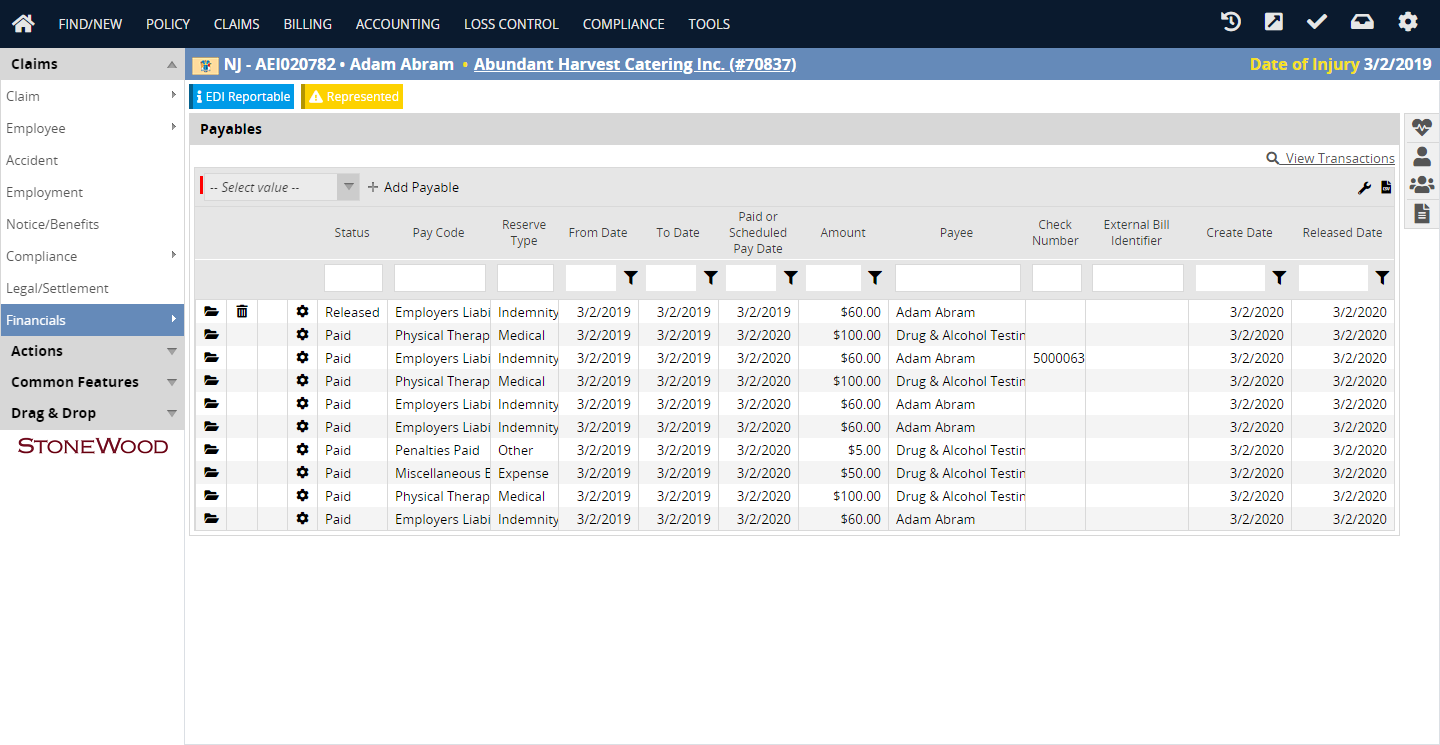 FIND/NEW POLICY CLAIMS BILLING ACCOUNTING LOSS CONTROL COMPLIANCE TOOLS
Claims
NJ - AEI020782 • Adam Abram • Abundant Harvest Catering Inc. (#70837) Date of Injury 3/2/2019
Claim
Employee
Accident
Employment
Notice/Benefits
Compliance
Legal/Settlement
Financials
Actions
Common Features
Drag & Drop
STONEWOOD
EDI Reportable Represented
Payables
View Transactions
-- Select value -- Add Payable
Status Pay Code Reserve Type From Date To Date Paid or Scheduled Pay Date Amount Payee Check Number External Bill Identifier Create Date Released Date
Released Employers Liabi Indemnity 3/2/2019 3/2/2019 3/2/2019 $60.00 Adam Abram 3/2/2020 3/2/2020
Paid Physical Therap Medical 3/2/2019 3/2/2019 3/2/2020 $100.00 Drug & Alcohol Testin 3/2/2020 3/2/2020
Paid Employers Liabi Indemnity 3/2/2019 3/2/2019 3/2/2020 $60.00 Adam Abram 5000063 3/2/2020 3/2/2020
Paid Physical Therap Medical 3/2/2019 3/2/2019 3/2/2020 $100.00 Drug & Alcohol Testin 3/2/2020 3/2/2020
Paid Employers Liabi Indemnity 3/2/2019 3/2/2019 3/2/2020 $60.00 Adam Abram 3/2/2020 3/2/2020
Paid Employers Liabi Indemnity 3/2/2019 3/2/2019 3/2/2020 $60.00 Adam Abram 3/2/2020 3/2/2020
Paid Penalties Paid Other 3/2/2019 3/2/2019 3/2/2020 $5.00 Drug & Alcohol Testin 3/2/2020 3/2/2020
Paid Miscellaneous E Expense 3/2/2019 3/2/2019 3/2/2020 $50.00 Drug & Alcohol Testin 3/2/2020 3/2/2020
Paid Physical Therap Medical 3/2/2019 3/2/2019 3/2/2020 $100.00 Drug & Alcohol Testin 3/2/2020 3/2/2020
Paid Employers Liabi Indemnity 3/2/2019 3/2/2019 3/2/2020 $60.00 Adam Abram 3/2/2020 3/2/2020